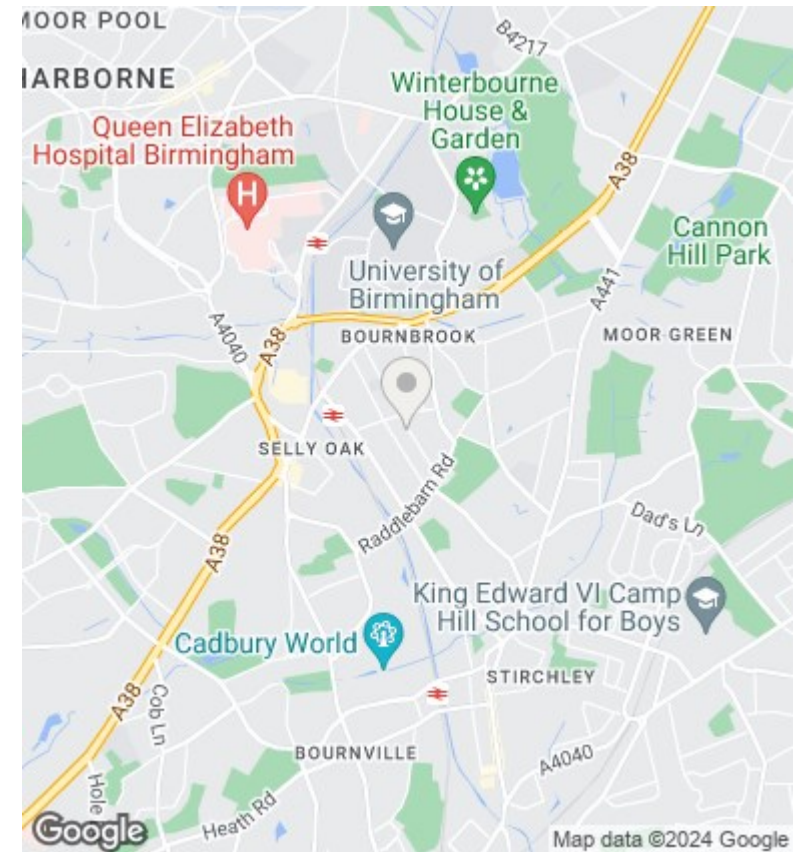 MOOR POOL
HARBORNE
B4217
Winterbourne
House &
Garden
Queen Elizabeth
Hospital Birmingham
H
A38
Cannon
Hill Park
University of
Birmingham
A441
A4040
A38
BOURNBROOK
MOOR GREEN
SELLY OAK
Raddlebarn Rd
Dad's Ln
A38
King Edward VI Camp
Hill School for Boys
Cadbury World
STIRCHLEY
A38
Cob Ln
BOURNVILLE
A4040
Hole
Heath Rd
Google
Map data ©2024 Google